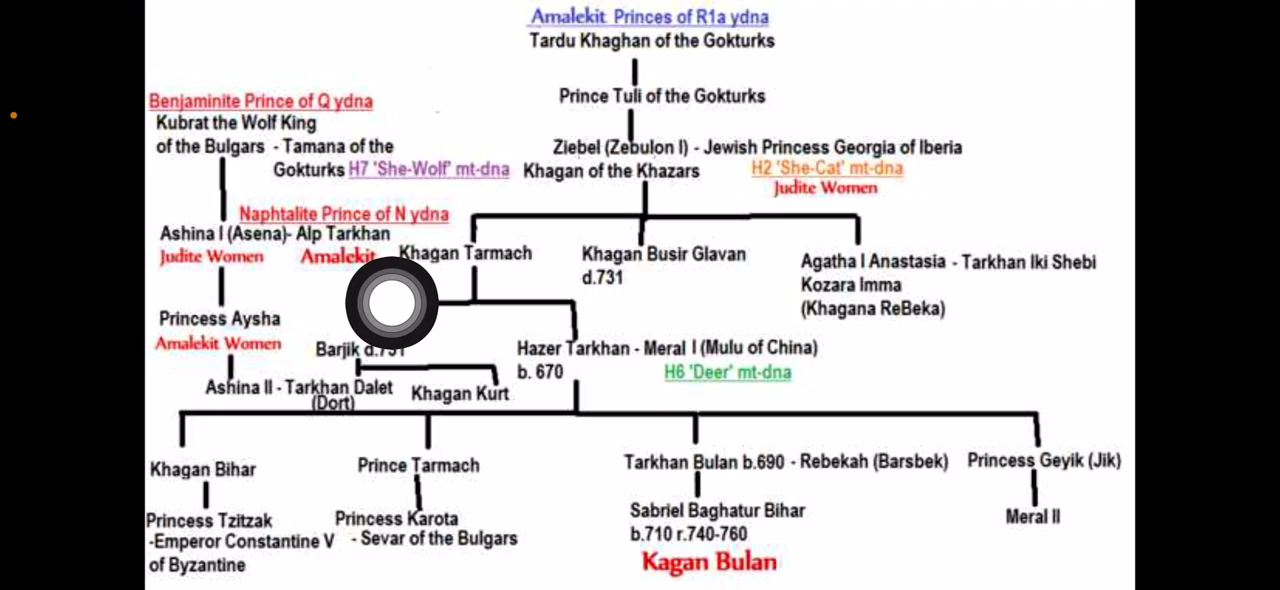 Amalekit Princes of R1a ydna
Tardu Khaghan of the Gokturks
Prince Tuli of the Gokturks
Benjaminite Prince of Q ydna
Kubrat the Wolf King
of the Bulgars - Tamana of the
Gokturks H7 'She-Wolf' mt-dna
Ziebel (Zebulon I) - Jewish Princess Georgia of Iberia
Khagan of the Khazars
H2 'She-Cat' mt-dna
Judite Women
Naphtalite Prince of N ydna
Ashina I (Asena)- Alp Tarkhan
Judite Women
Amalekit
Khagan Tarmach
Khagan Busir Glavan
d.731
Agatha I Anastasia - Tarkhan Iki Shebi
Kozara Imma
(Khagana ReBeka)
Princess Aysha
Amalekit Women
Barjik
Hazer Tarkhan - Meral I (Mulu of China)
b. 670
H6 'Deer' mt-dna
Ashina II - Tarkhan Dalet
(Dort)
Khagan Kurt
Khagan Bihar
Prince Tarmach
Tarkhan Bulan b.690 - Rebekah (Barsbek)
Princess Geyik (Jik)
Princess Tzitzak
-Emperor Constantine V
of Byzantine
Princess Karota
- Sevar of the Bulgars
Sabriel Baghatur Bihar
b.710 r.740-760
Kagan Bulan
Meral II